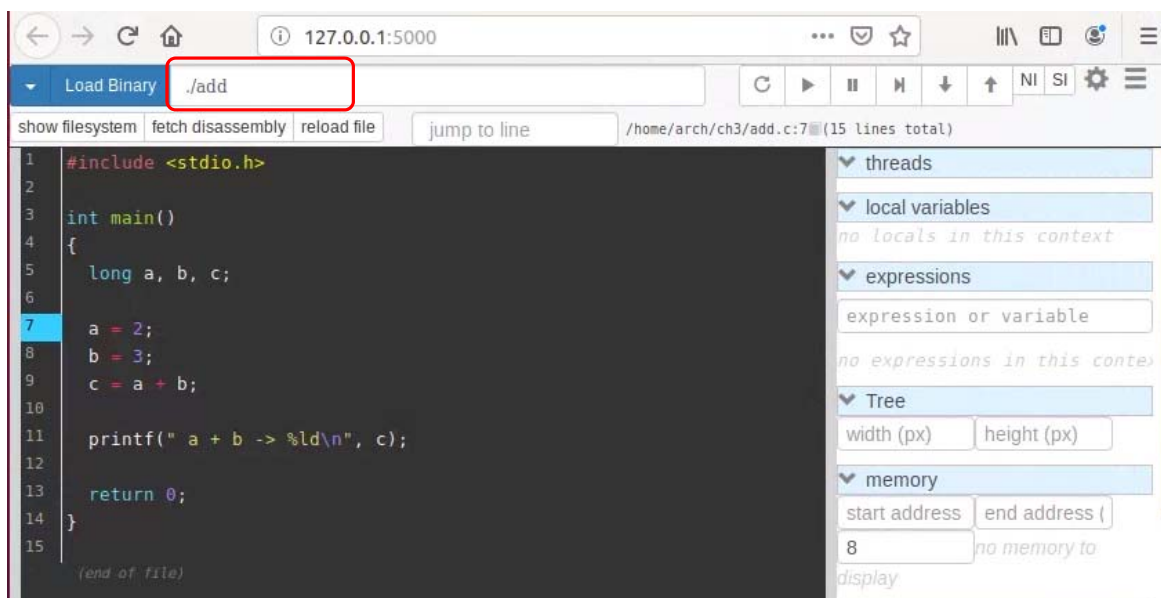 127.0.0.1:5000
Load Binary ./add NI SI
show filesystem fetch disassembly reload file jump to line /home/arch/ch3/add.c:7 (15 lines total)
1 #include <stdio.h>
2
3 int main()
4 {
5 long a, b, c;
6
7 a = 2;
8 b = 3;
9 c = a + b;
10
11 printf(" a + b -> %ld\n", c);
12
13 return 0;
14 }
15
(end of file)
threads
local variables
no locals in this context
expressions
expression or variable
no expressions in this contex
Tree
width (px) height (px)
memory
start address end address (
8 no memory to
display